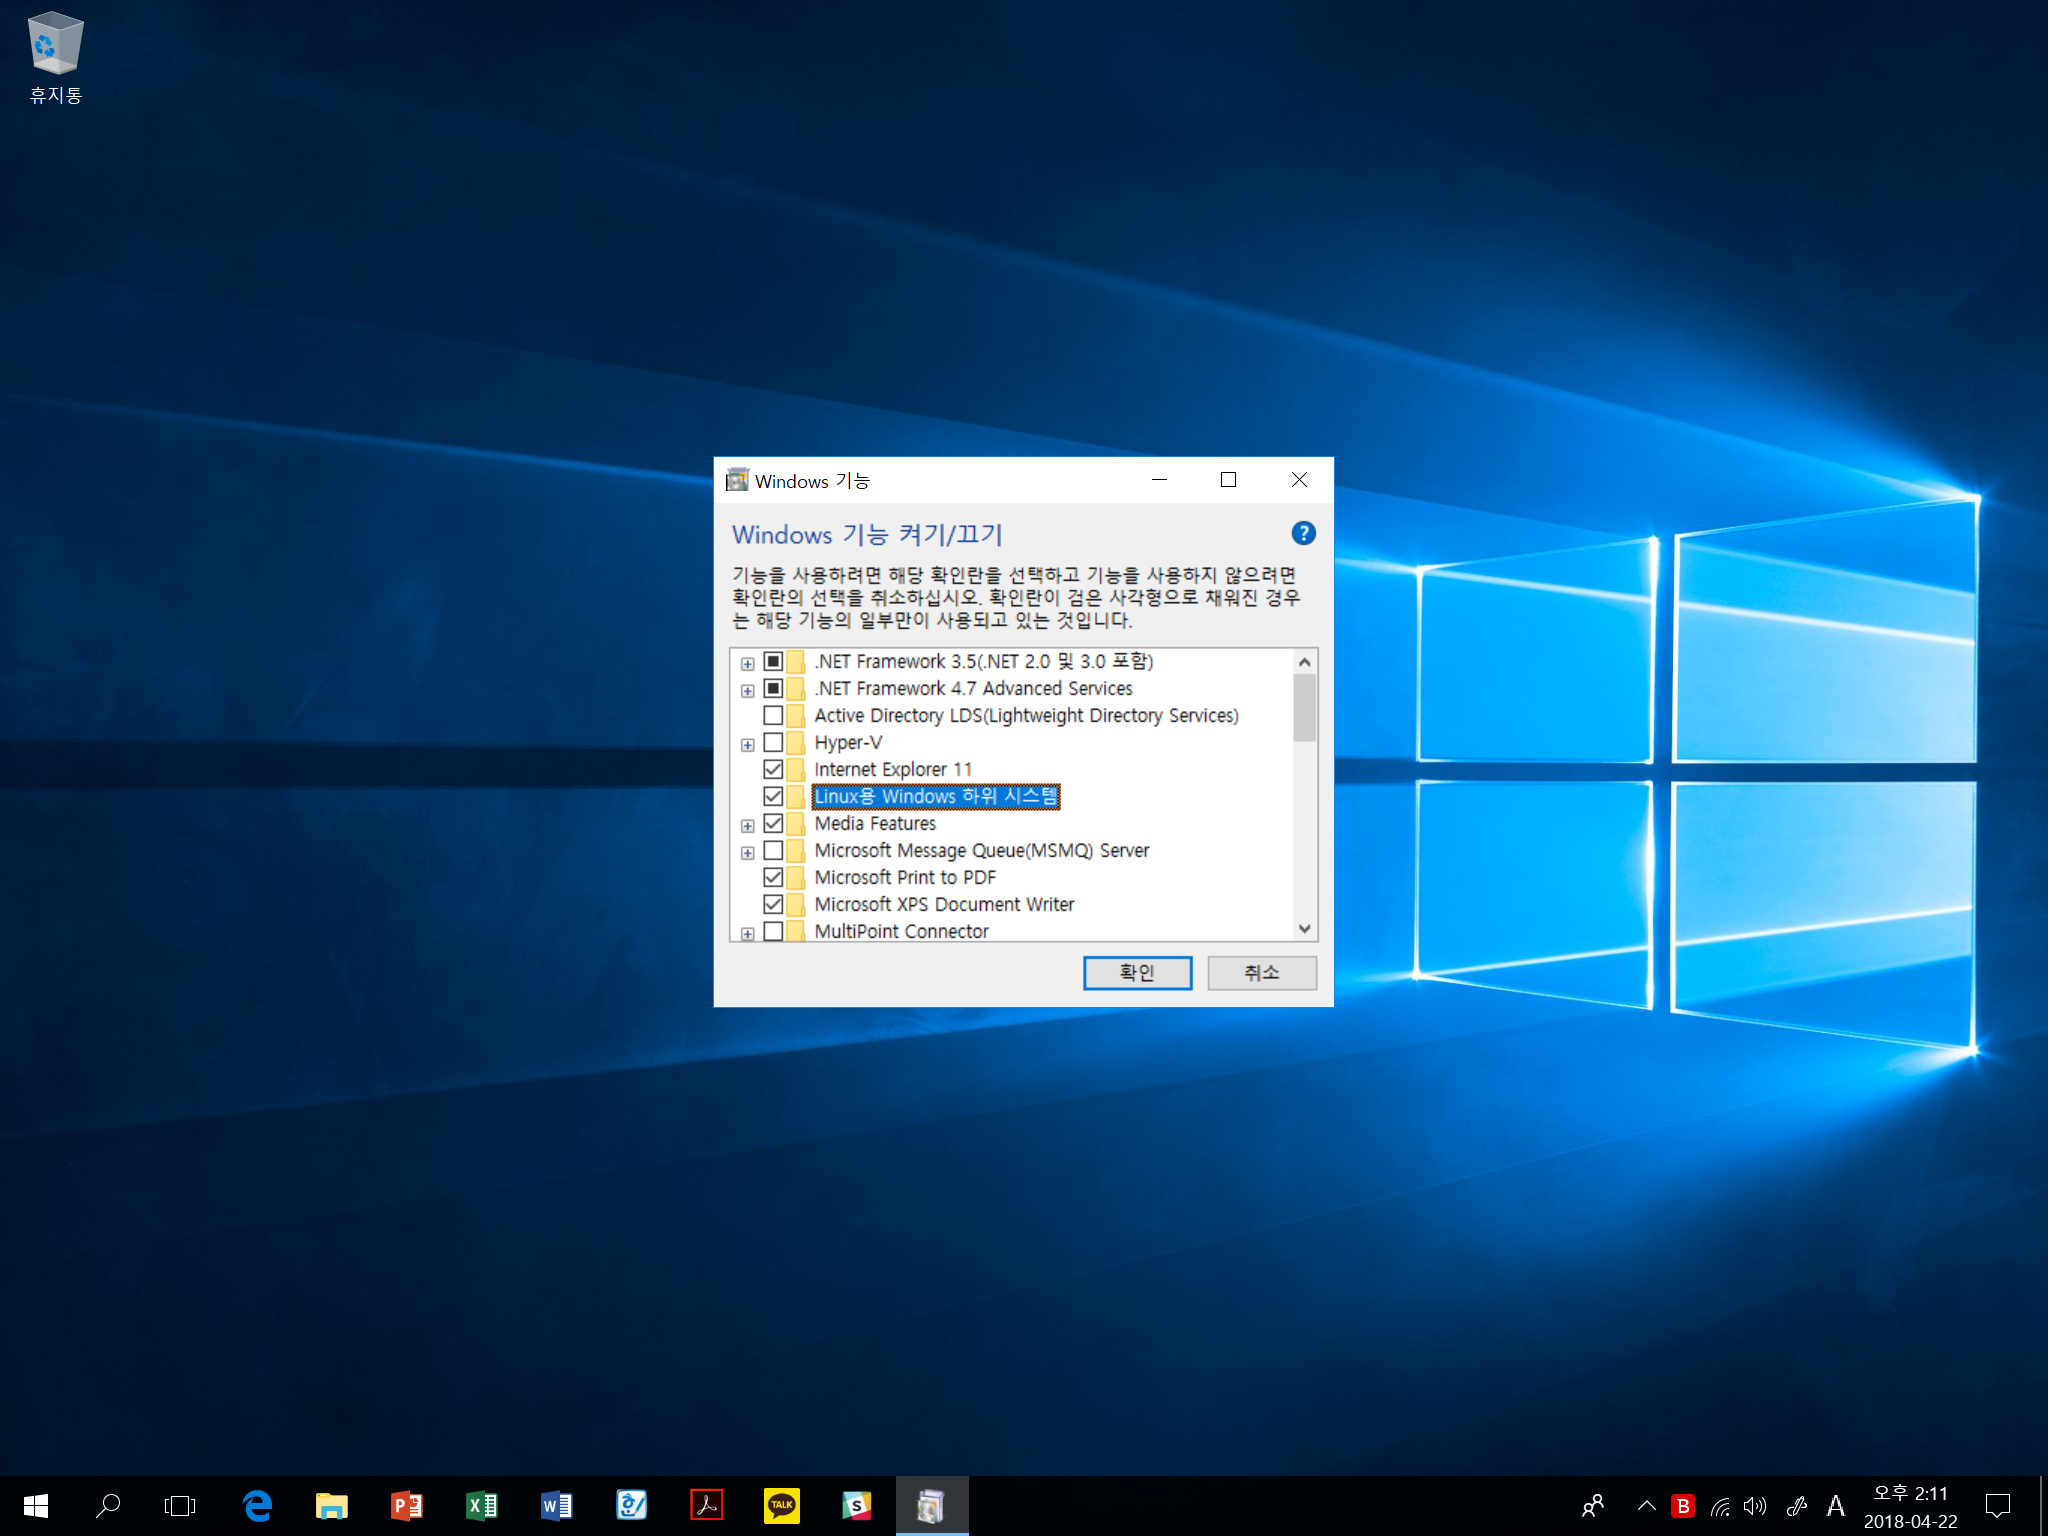 휴지통
Windows 기능
Windows 기능 켜기/끄기
기능을 사용하려면 해당 확인란을 선택하고 기능을 사용하지 않으려면
확인란의 선택을 취소하십시오. 확인란이 검은 사각형으로 채워진 경우
는 해당 기능의 일부만이 사용되고 있는 것입니다.
.NET Framework 3.5(.NET 2.0 및 3.0 포함)
.NET Framework 4.7 Advanced Services
Active Directory LDS(Lightweight Directory Services)
Hyper-V
Internet Explorer 11
Linux용 Windows 하위 시스템
Media Features
Microsoft Message Queue(MSMQ) Server
Microsoft Print to PDF
Microsoft XPS Document Writer
MultiPoint Connector
확인 취소
TALK
B A
오후 2:11
2018-04-22